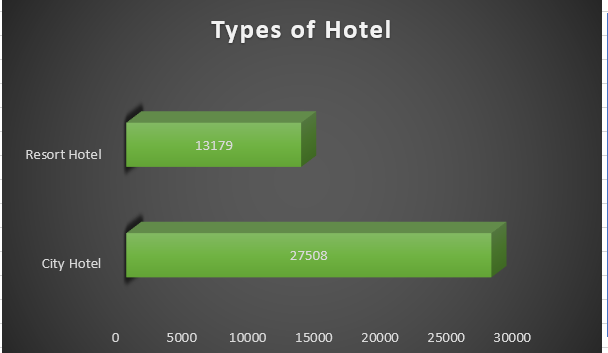 Types of Hotel
Resort Hotel
13179
City Hotel
27508
0 5000 10000 15000 20000 25000 30000